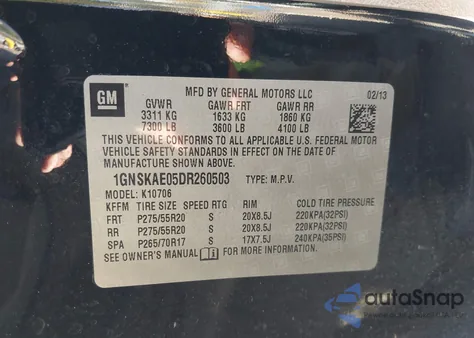 GM
MFD BY GENERAL MOTORS LLC 02/13
GVWR GAWR FRT GAWR RR
3311 KG 1633 KG 1860 KG
7300 LB 3600 LB 4100 LB
THIS VEHICLE CONFORMS TO ALL APPLICABLE U.S. FEDERAL MOTOR
VEHICLE SAFETY STANDARDS IN EFFECT ON THE DATE OF
MANUFACTURE SHOWN ABOVE.
1GNSKAE05DR260503 TYPE: M.P.V.
MODEL: K10706
KFFM TIRE SIZE SPEED RTG RIM COLD TIRE PRESSURE
FRT P275/55R20 S 20X8.5J 220KPA(32PSI)
RR P275/55R20 S 20X8.5J 220KPA(32PSI)
SPA P265/70R17 S 17X7.5J 240KPA(35PSI)
SEE OWNER'S MANUAL FOR MORE INFORMATION.
autoSnap